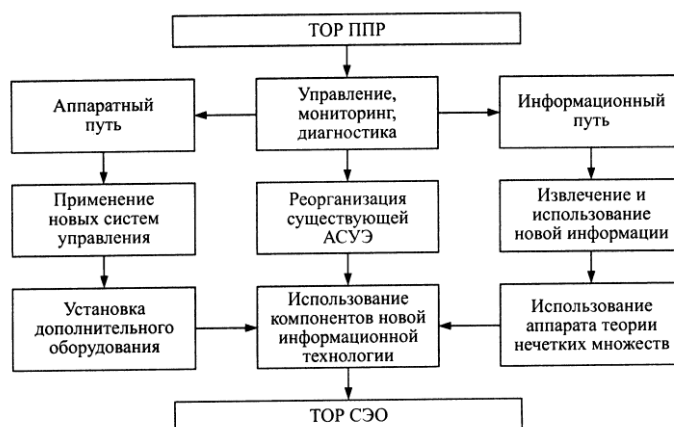 ТОР ППР
Аппаратный
путь
Управление,
мониторинг,
диагностика
Информационный
путь
Применение
новых систем
управления
Реорганизация
существующей
АСУЭ
Извлечение и
использование
новой информации
Установка
дополнительного
оборудования
Использование
компонентов новой
информационной
технологии
Использование
аппарата теории
нечетких множеств
ТОР СЭО